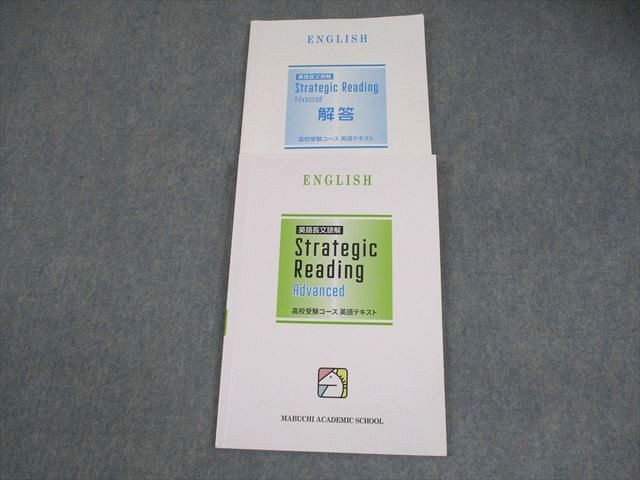 ENGLISH
英語長文読解
Strategic Reading
Advanced
解答
高校受験コース 英語テキスト
ENGLISH
英語長文読解
Strategic
Reading
Advanced
高校受験コース 英語テキスト
MABUCHI ACADEMIC SCHOOL